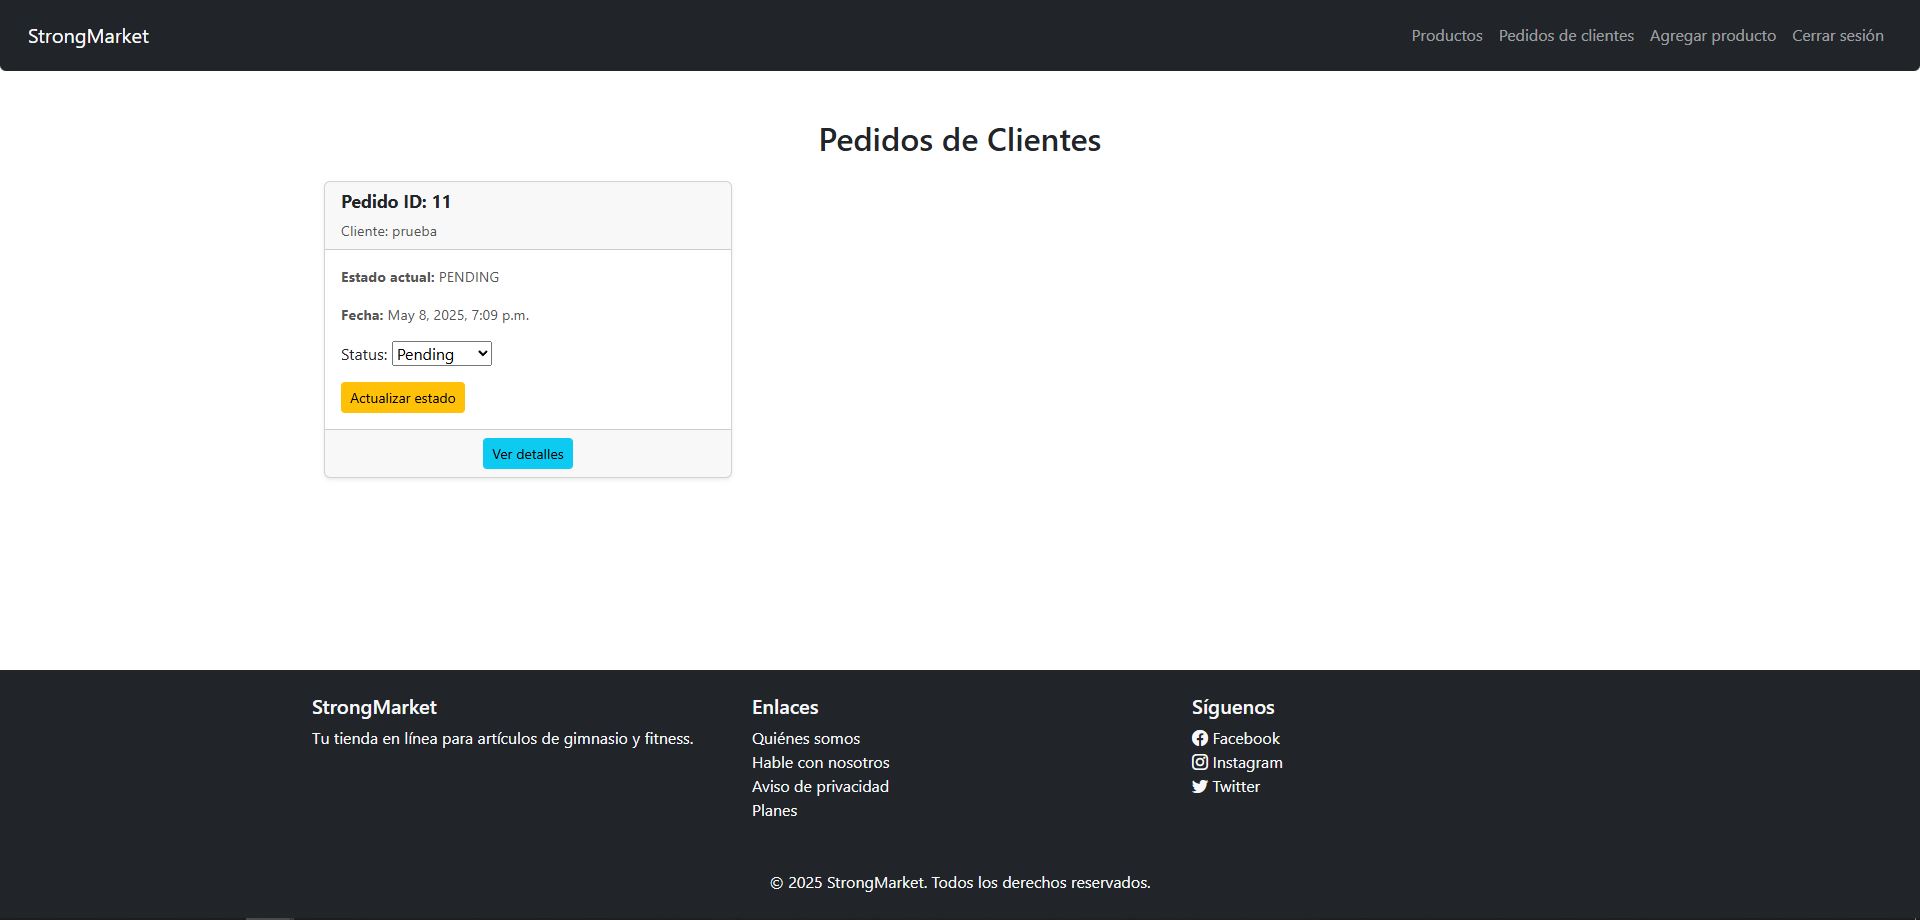 StrongMarket
Productos Pedidos de clientes Agregar producto Cerrar sesión
Pedidos de Clientes
Pedido ID: 11
Cliente: prueba
Estado actual: PENDING
Fecha: May 8, 2025, 7:09 p.m.
Status: Pending
Actualizar estado
Ver detalles
StrongMarket
Tu tienda en línea para artículos de gimnasio y fitness.
Enlaces
Quiénes somos
Hable con nosotros
Aviso de privacidad
Planes
Síguenos
Facebook
Instagram
Twitter
© 2025 StrongMarket. Todos los derechos reservados.